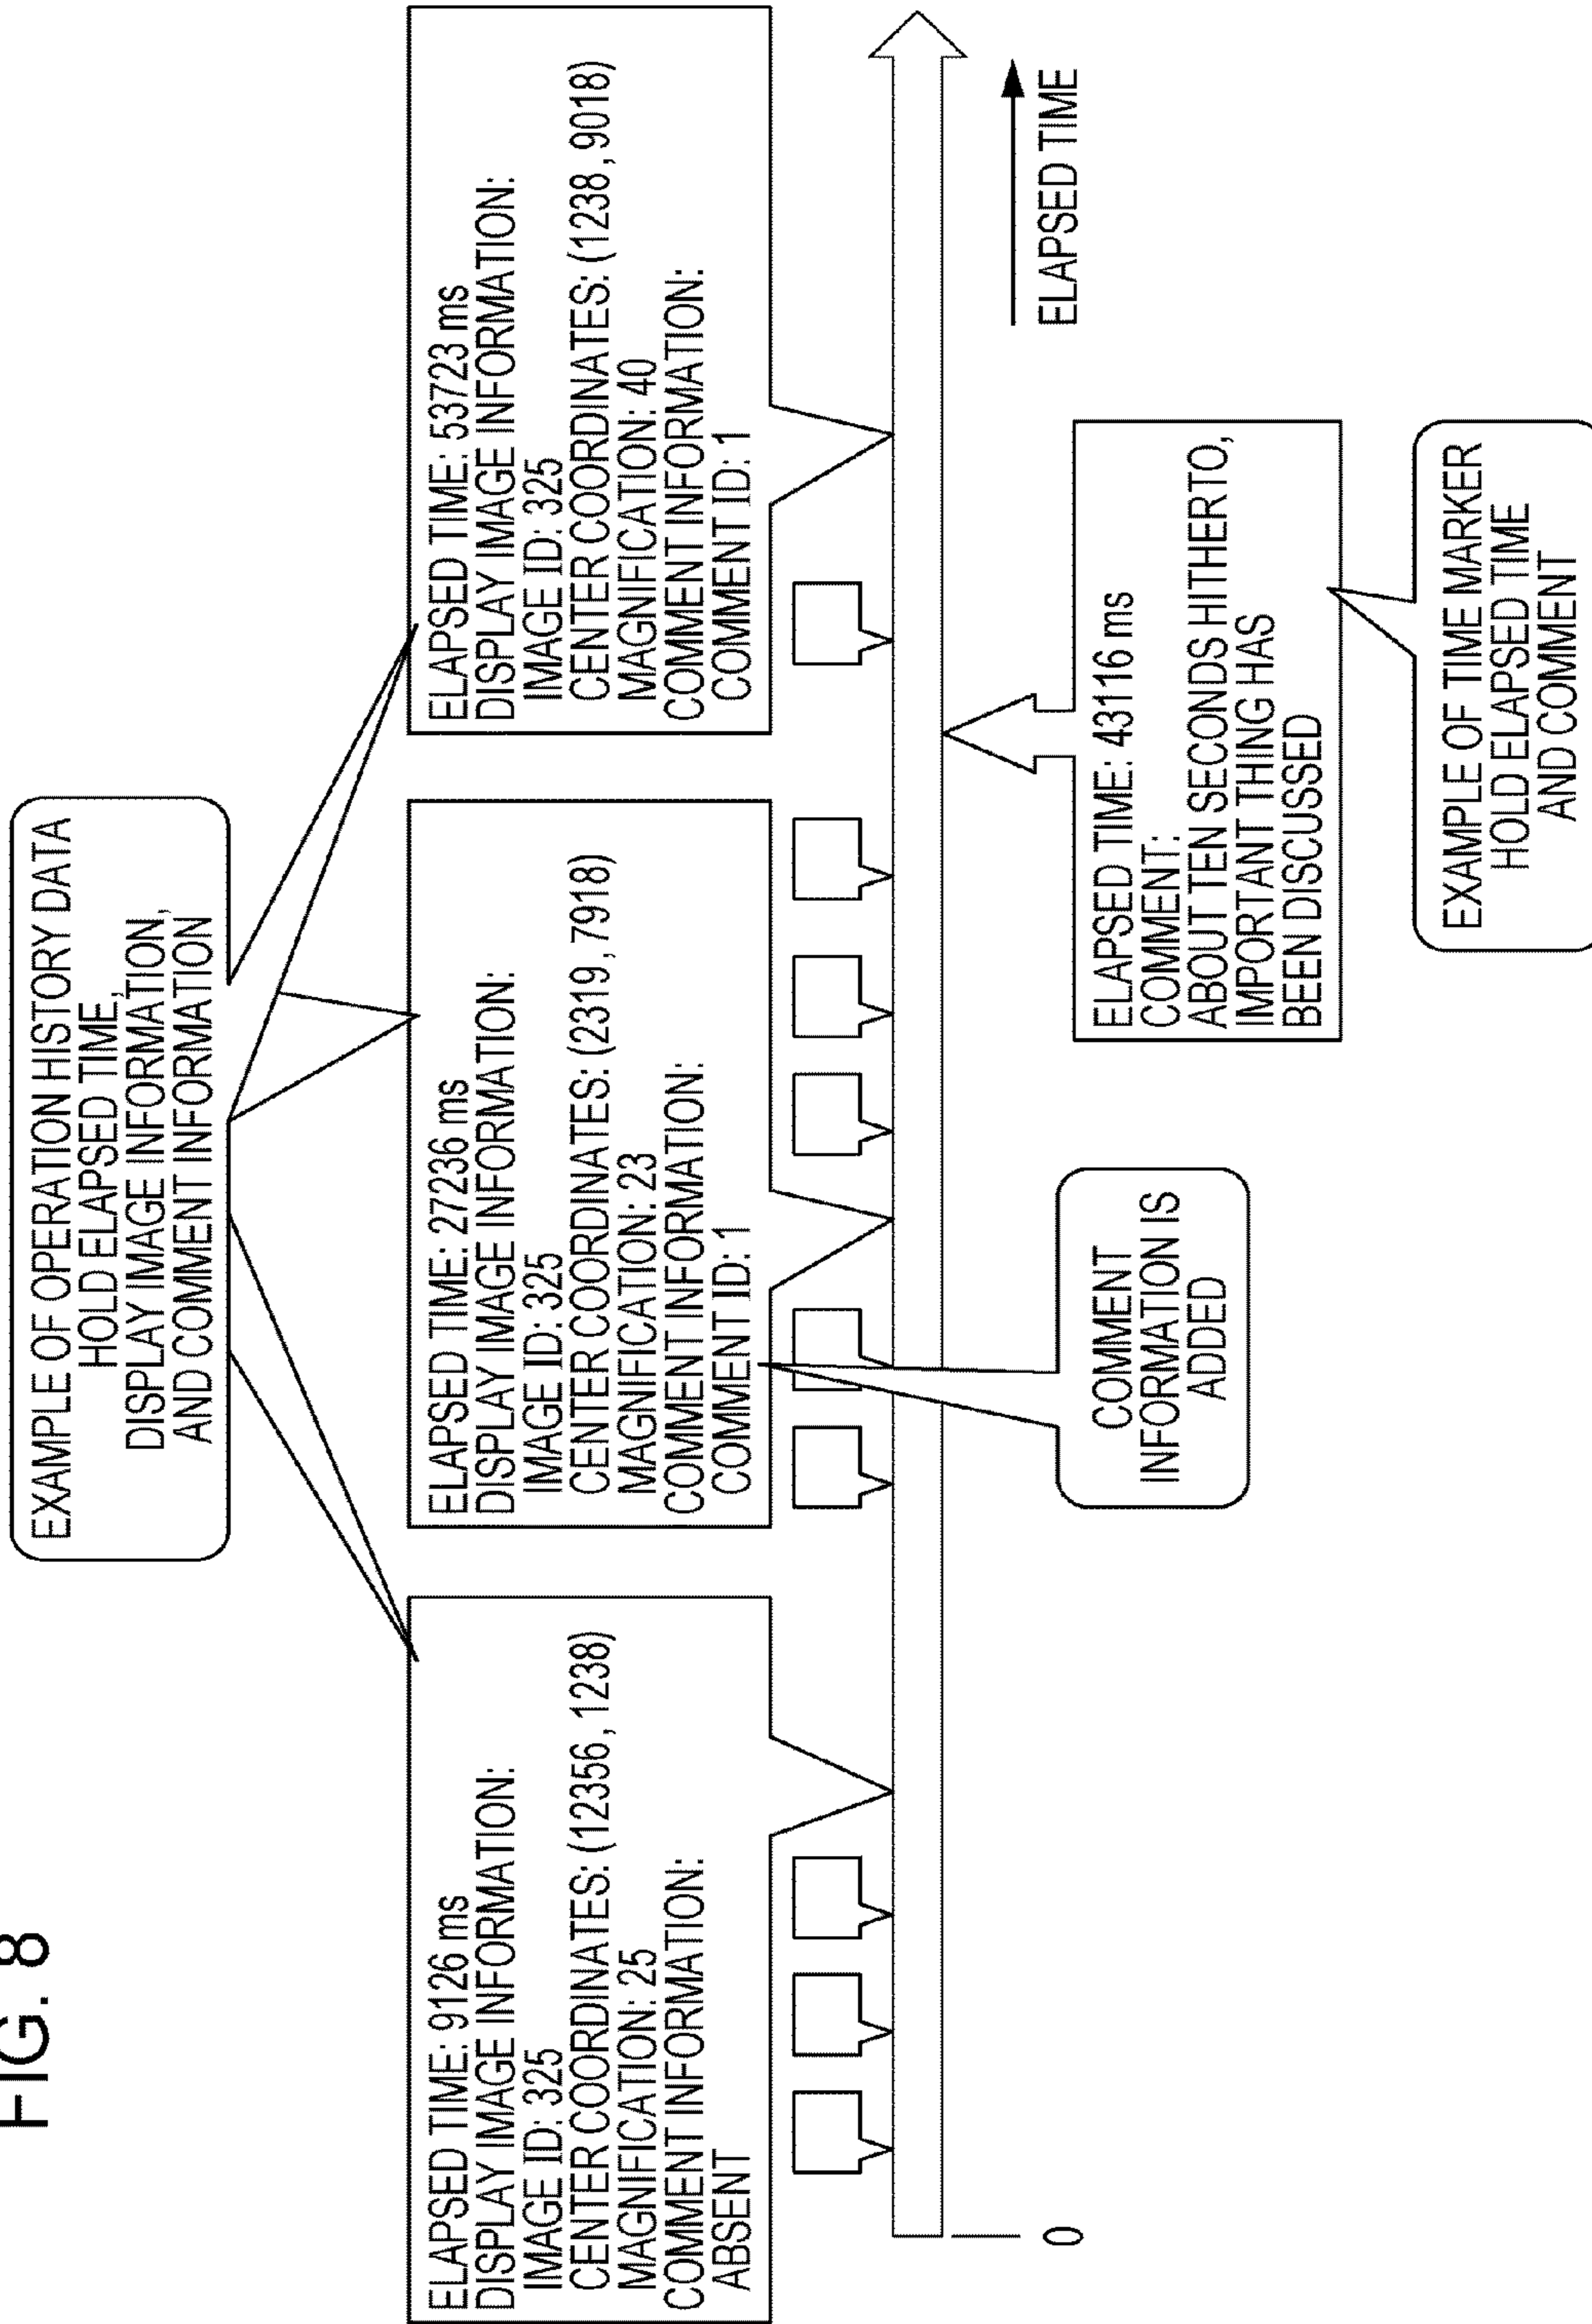 FIG. 8
EXAMPLE OF OPERATION HISTORY DATA
HOLD ELAPSED TIME,
DISPLAY IMAGE INFORMATION,
AND COMMENT INFORMATION
ELAPSED TIME: 9126 ms
DISPLAY IMAGE INFORMATION:
IMAGE ID: 325
CENTER COORDINATES: (12356, 1238)
MAGNIFICATION: 25
COMMENT INFORMATION:
ABSENT
ELAPSED TIME: 27236 ms
DISPLAY IMAGE INFORMATION:
IMAGE ID: 325
CENTER COORDINATES: (2319, 7918)
MAGNIFICATION: 23
COMMENT INFORMATION:
COMMENT ID: 1
ELAPSED TIME: 53723 ms
DISPLAY IMAGE INFORMATION:
IMAGE ID: 325
CENTER COORDINATES: (1238, 9018)
MAGNIFICATION: 40
COMMENT INFORMATION:
COMMENT ID: 1
0
ELAPSED TIME
COMMENT
INFORMATION IS
ADDED
ELAPSED TIME: 43116 ms
COMMENT:
ABOUT TEN SECONDS HITHERTO,
IMPORTANT THING HAS
BEEN DISCUSSED
EXAMPLE OF TIME MARKER
HOLD ELAPSED TIME
AND COMMENT